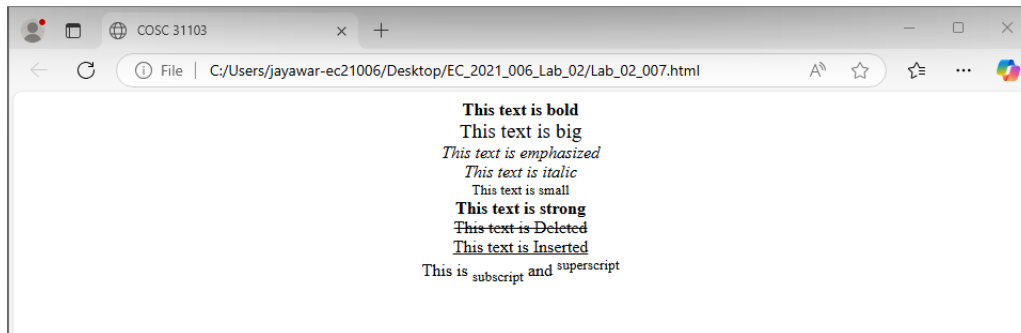 COSC 31103
File | C:/Users/jayawar-ec21006/Desktop/EC_2021_006_Lab_02/Lab_02_007.html
This text is bold
This text is big
This text is emphasized
This text is italic
This text is small
This text is strong
This text is Deleted
This text is Inserted
This is subscript and superscript